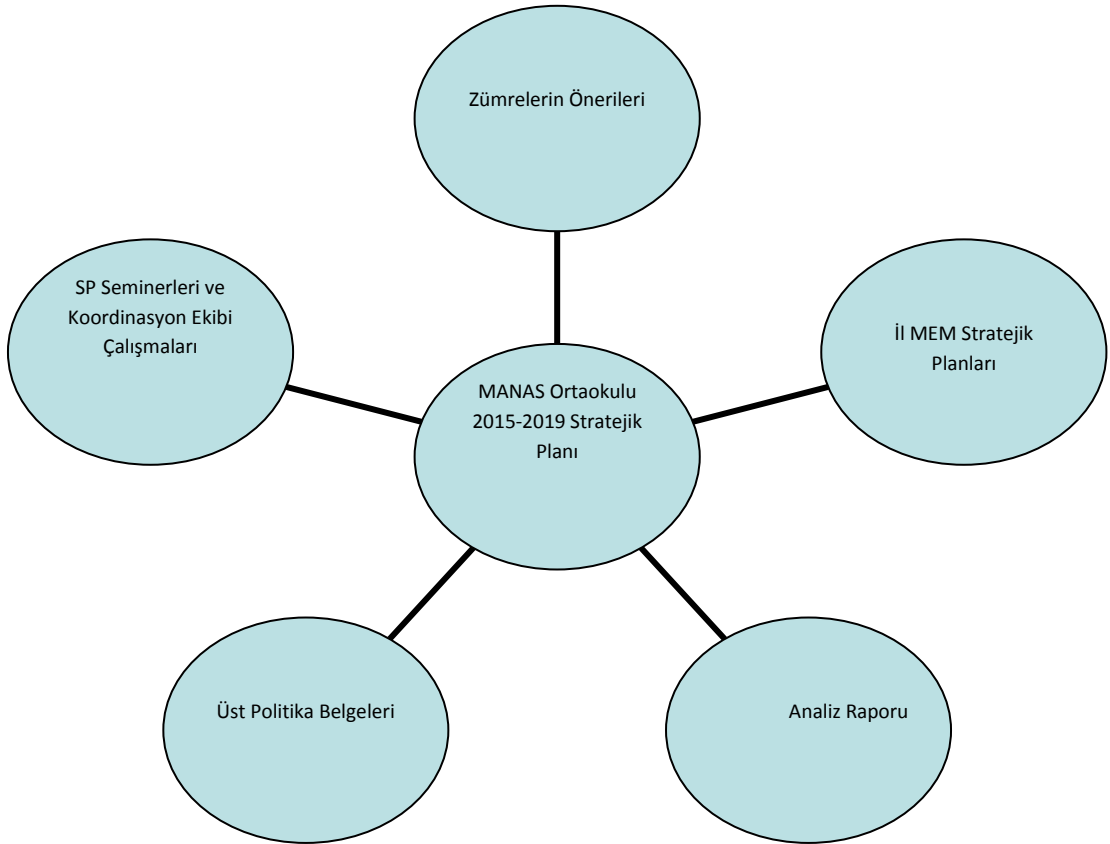 Zümrelerin Önerileri
SP Seminerleri ve
Koordinasyon Ekibi
Çalışmaları
İl MEM Stratejik
Planları
MANAS Ortaokulu
2015-2019 Stratejik
Planı
Üst Politika Belgeleri
Analiz Raporu